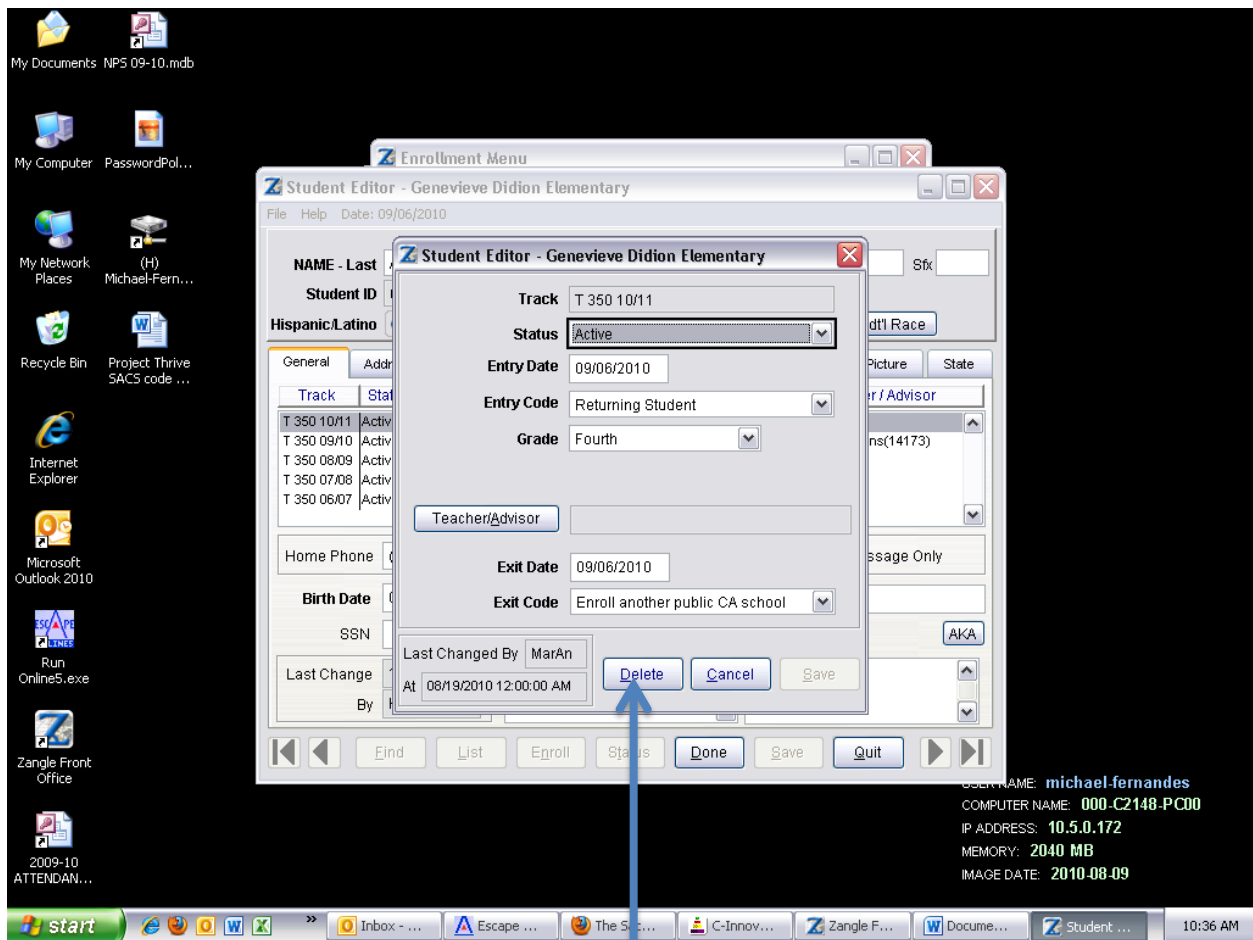 My Documents
NPS 09-10.mdb
My Computer
PasswordPol...
My Network
Places
(H)
Michael-Fern...
Recycle Bin
Project Thrive
SACS code ...
Internet
Explorer
Microsoft
Outlook 2010
Run
Online5.exe
Zangle Front
Office
2009-10
ATTENDAN...
Enrollment Menu
Student Editor - Genevieve Didion Elementary
File Help Date: 09/06/2010
NAME - Last
Sfx
Student ID
Hispanic/Latino
General
Picture
State
Track
T 350 10/11
T 350 09/10
ns(14173)
T 350 08/09
T 350 07/08
T 350 06/07
Home Phone
Birth Date
SSN
AKA
Last Change
By
Find List Enroll Status Done Save Quit
Student Editor - Genevieve Didion Elementary
Track T 350 10/11
Status Active
Entry Date 09/06/2010
Entry Code Returning Student
Grade Fourth
Teacher/Advisor
Exit Date 09/06/2010
Exit Code Enroll another public CA school
Last Changed By MarAn
At 08/19/2010 12:00:00 AM
Delete Cancel Save
USER NAME: michael-fernandes
COMPUTER NAME: 000-C2148-PC00
IP ADDRESS: 10.5.0.172
MEMORY: 2040 MB
IMAGE DATE: 2010-08-09
start
Inbox - ... Escape ... The Sac... C-Innov... Zangle F... Docume... Student ... 10:36 AM